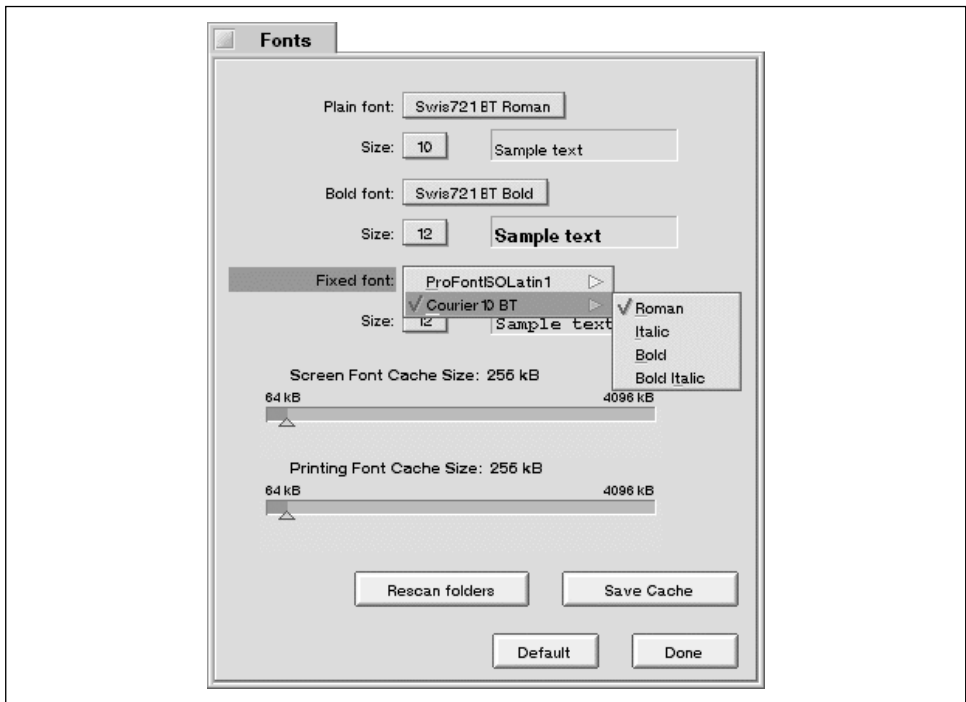 Fonts
Plain font: Swis721 BT Roman
Size: 10 Sample text
Bold font: Swis721 BT Bold
Size: 12 Sample text
Fixed font: ProFontISOLatin1
Courier10 BT
Roman
Size: 12 Sample text
Italic
Bold
Bold Italic
Screen Font Cache Size: 256 kB
64 kB 4096 kB
Printing Font Cache Size: 256 kB
64 kB 4096 kB
Rescan folders Save Cache
Default Done